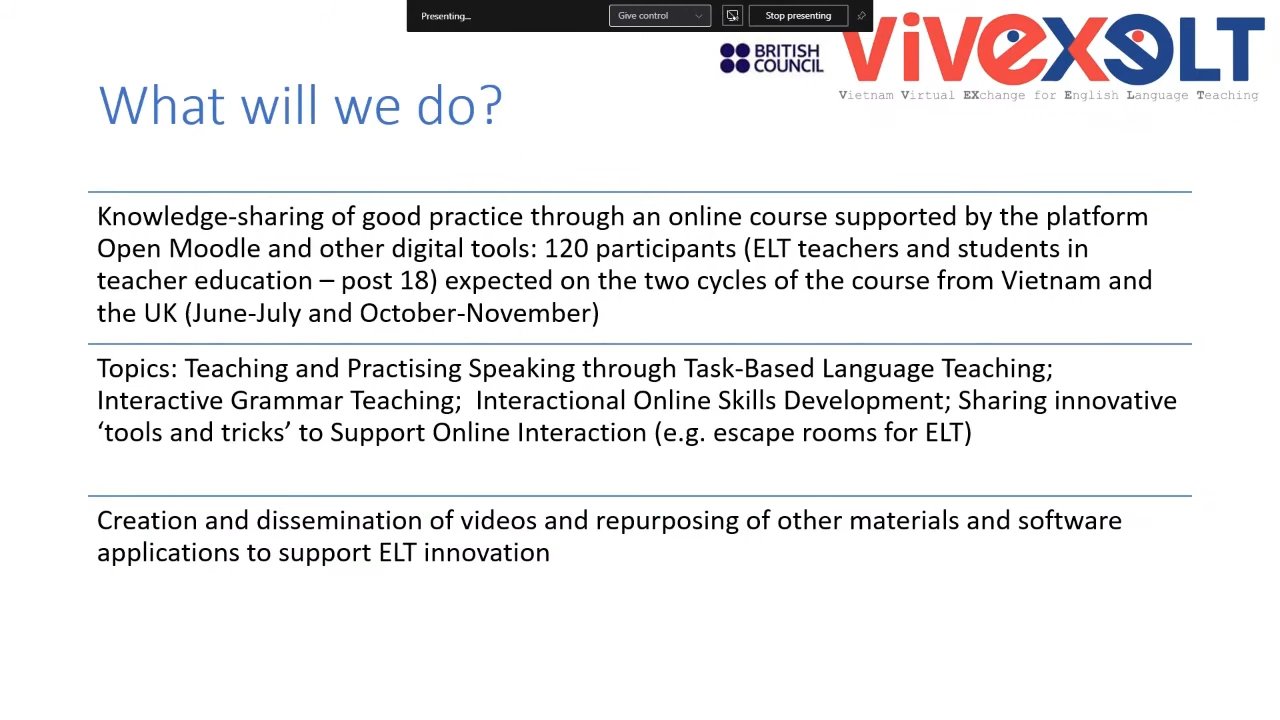 Presenting...
Give control
Stop presenting
BRITISH
COUNCIL
ViVEXELT
Vietnam Virtual EXchange for English Language Teaching
What will we do?
Knowledge-sharing of good practice through an online course supported by the platform
Open Moodle and other digital tools: 120 participants (ELT teachers and students in
teacher education – post 18) expected on the two cycles of the course from Vietnam and
the UK (June-July and October-November)
Topics: Teaching and Practising Speaking through Task-Based Language Teaching;
Interactive Grammar Teaching;  Interactional Online Skills Development; Sharing innovative
‘tools and tricks’ to Support Online Interaction (e.g. escape rooms for ELT)
Creation and dissemination of videos and repurposing of other materials and software
applications to support ELT innovation